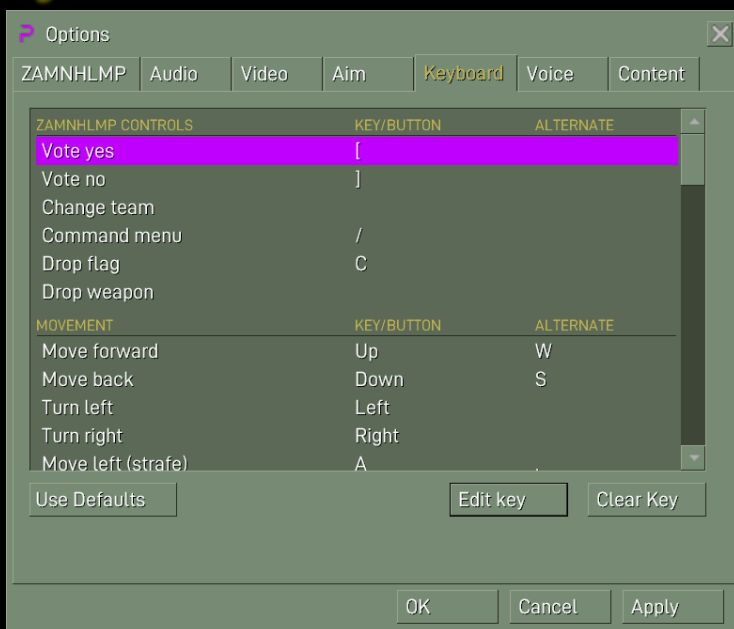 Options
ZAMNHLMP Audio Video Aim Keyboard Voice Content
ZAMNHLMP CONTROLS KEY/BUTTON ALTERNATE
Vote yes [
Vote no ]
Change team
Command menu /
Drop flag C
Drop weapon
MOVEMENT KEY/BUTTON ALTERNATE
Move forward Up W
Move back Down S
Turn left Left
Turn right Right
Move left (strafe) A
Use Defaults Edit key Clear Key
OK Cancel Apply